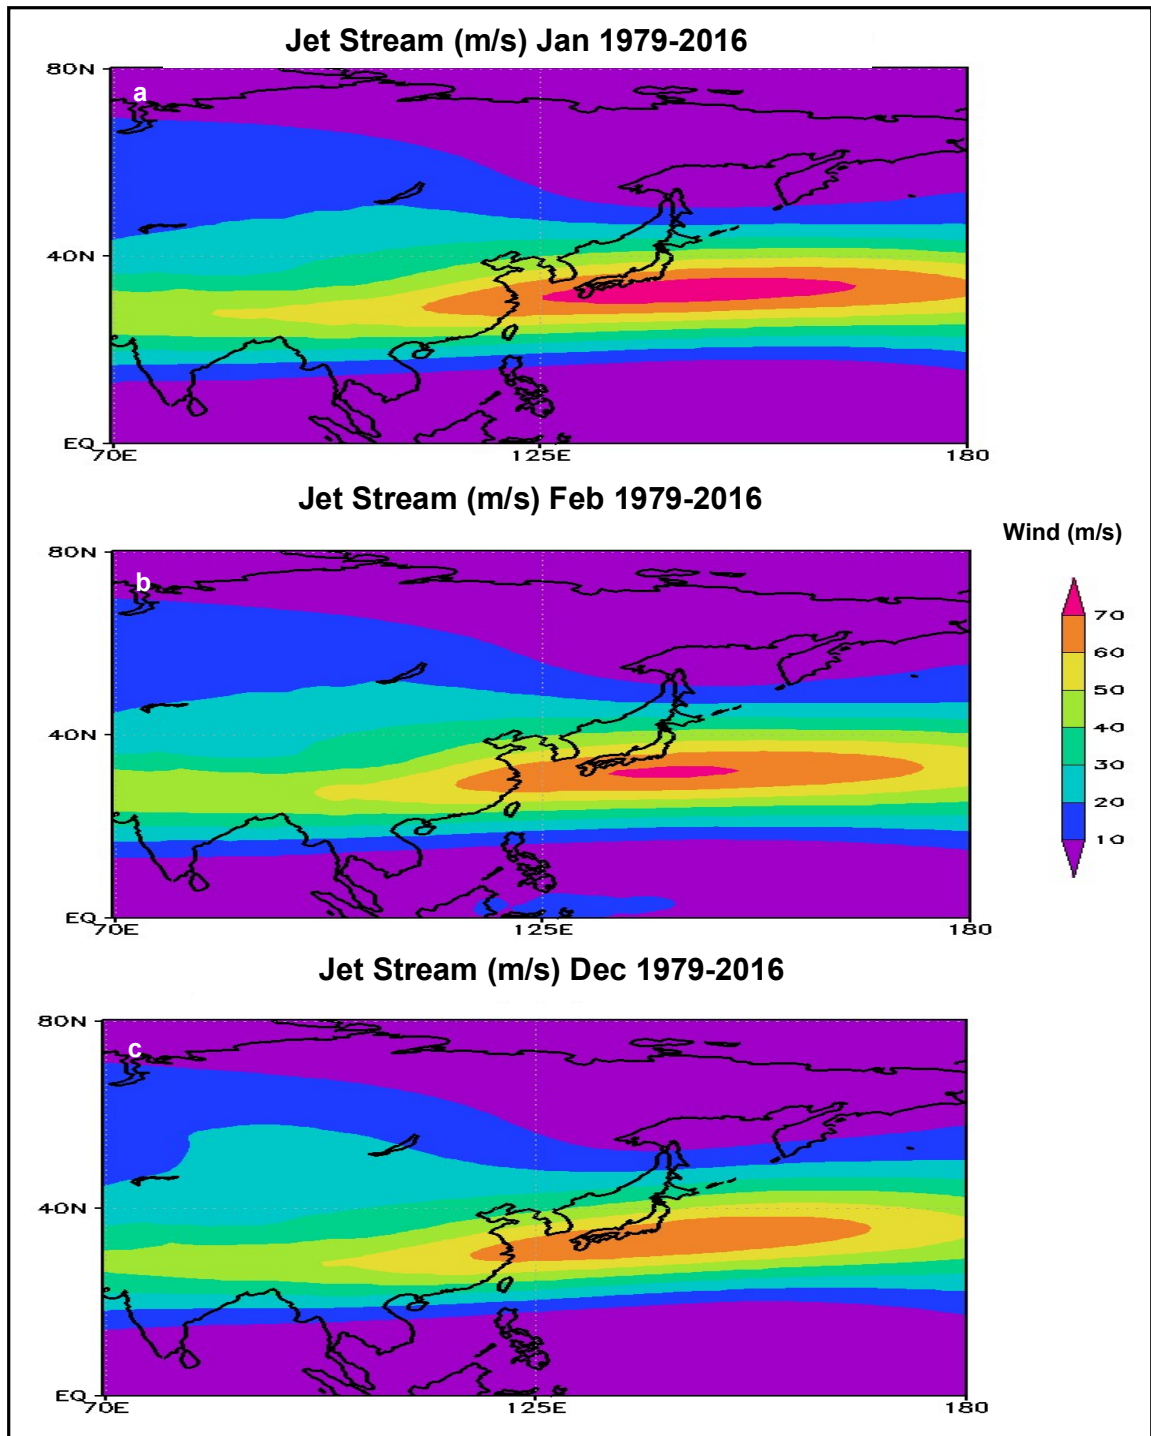 Jet Stream (m/s) Jan 1979-2016
80N
a
40N
EQ
70E 125E 180
Jet Stream (m/s) Feb 1979-2016
Wind (m/s)
80N
b
70
60
50
40N
40
30
20
10
EQ
70E 125E 180
Jet Stream (m/s) Dec 1979-2016
80N
c
40N
EQ
70E 125E 180